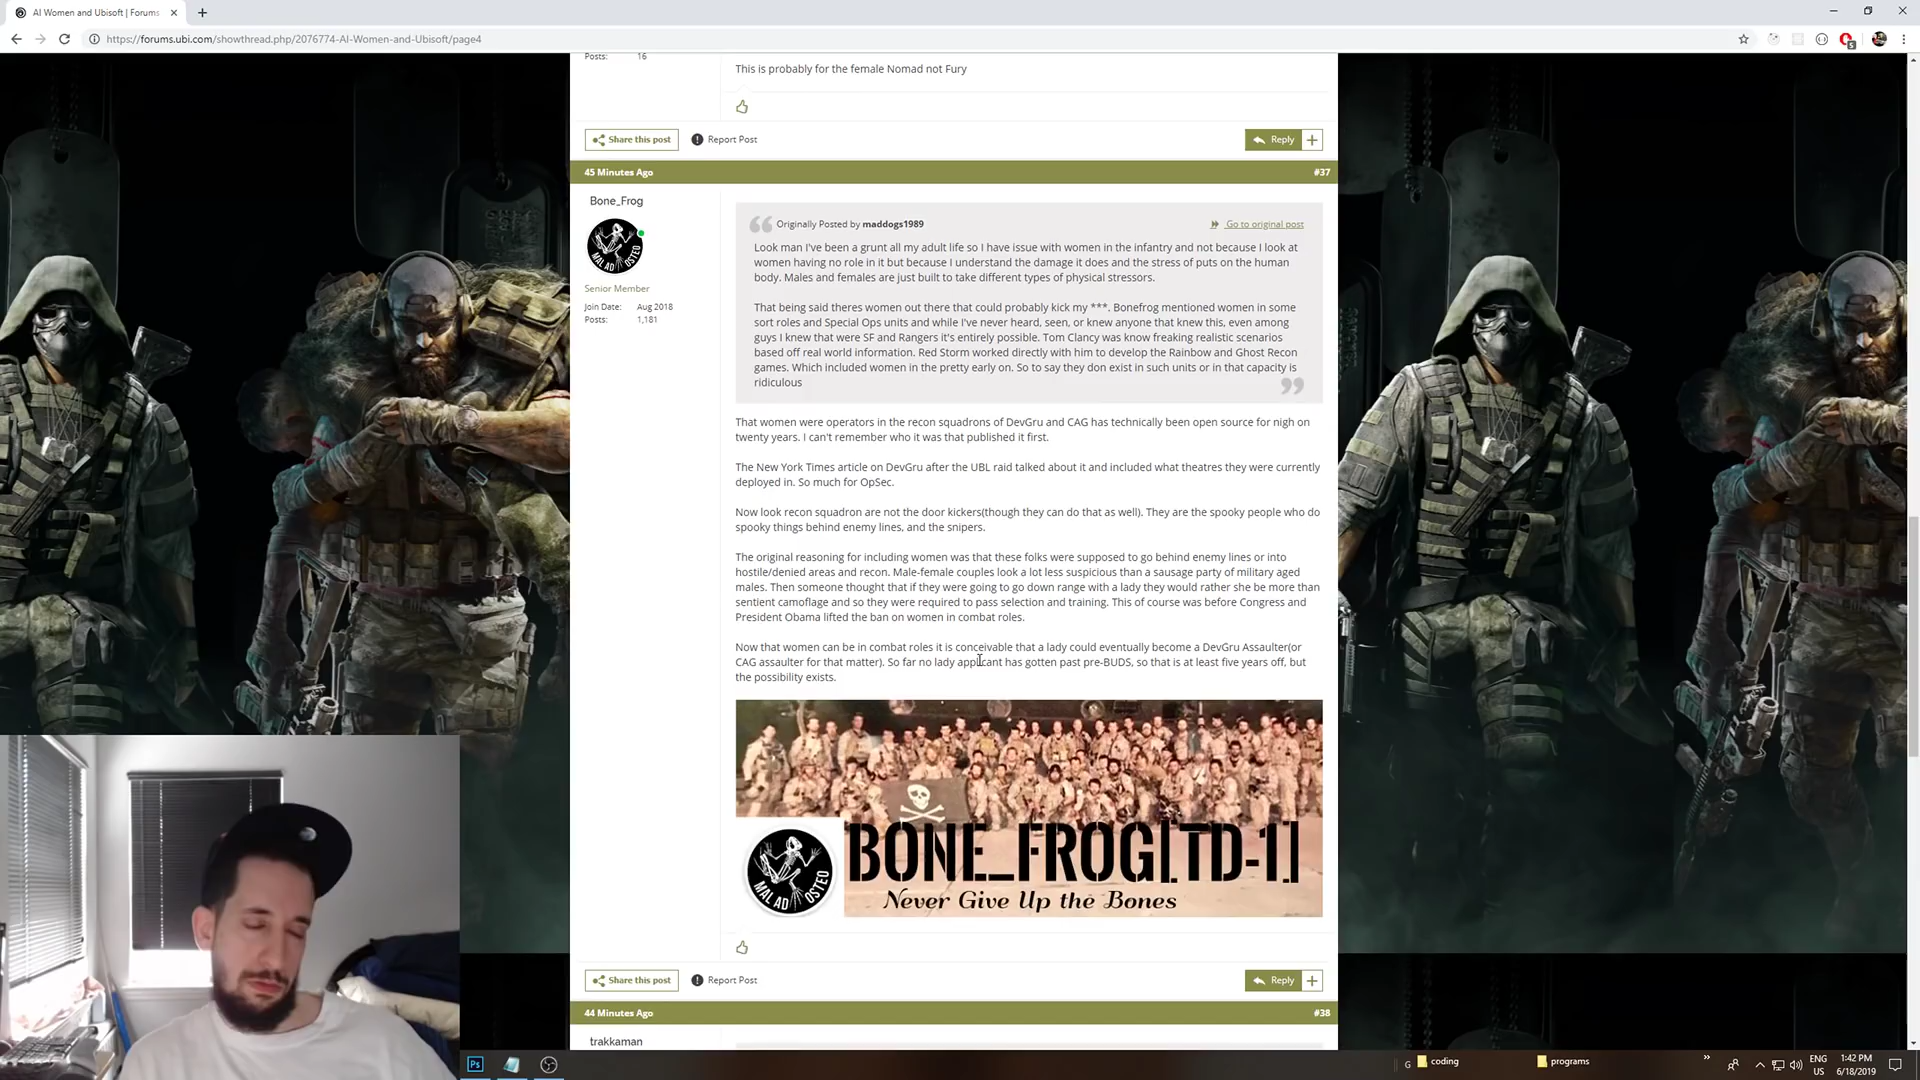 AI Women and Ubisoft | Forums
https://forums.ubi.com/showthread.php/2076774-AI-Women-and-Ubisoft/page4
5
Posts: 16
This is probably for the female Nomad not Fury
Share this post
Report Post
Reply
45 Minutes Ago
#37
Bone_Frog
MAL AD OSTEO
Senior Member
Join Date: Aug 2018
Posts: 1,181
Originally Posted by maddogs1989
Go to original post
Look man I've been a grunt all my adult life so I have issue with women in the infantry and not because I look at
women having no role in it but because I understand the damage it does and the stress of puts on the human
body. Males and females are just built to take different types of physical stressors.
That being said theres women out there that could probably kick my ***. Bonefrog mentioned women in some
sort roles and Special Ops units and while I've never heard, seen, or knew anyone that knew this, even among
guys I knew that were SF and Rangers it's entirely possible. Tom Clancy was know freaking realistic scenarios
based off real world information. Red Storm worked directly with him to develop the Rainbow and Ghost Recon
games. Which included women in the pretty early on. So to say they don exist in such units or in that capacity is
ridiculous
That women were operators in the recon squadrons of DevGru and CAG has technically been open source for nigh on
twenty years. I can't remember who it was that published it first.
The New York Times article on DevGru after the UBL raid talked about it and included what theatres they were currently
deployed in. So much for OpSec.
Now look recon squadron are not the door kickers(though they can do that as well). They are the spooky people who do
spooky things behind enemy lines, and the snipers.
The original reasoning for including women was that these folks were supposed to go behind enemy lines or into
hostile/denied areas and recon. Male-female couples look a lot less suspicious than a sausage party of military aged
males. Then someone thought that if they were going to go down range with a lady they would rather she be more than
sentient camoflage and so they were required to pass selection and training. This of course was before Congress and
President Obama lifted the ban on women in combat roles.
Now that women can be in combat roles it is conceivable that a lady could eventually become a DevGru Assaulter(or
CAG assaulter for that matter). So far no lady applicant has gotten past pre-BUDS, so that is at least five years off, but
the possibility exists.
MAL AD OSTEO
BONE_FROG[TD-1]
Never Give Up the Bones
Share this post
Report Post
Reply
44 Minutes Ago
#38
trakkaman
Ps
G
coding
programs
ENG
US
1:42 PM
6/18/2019